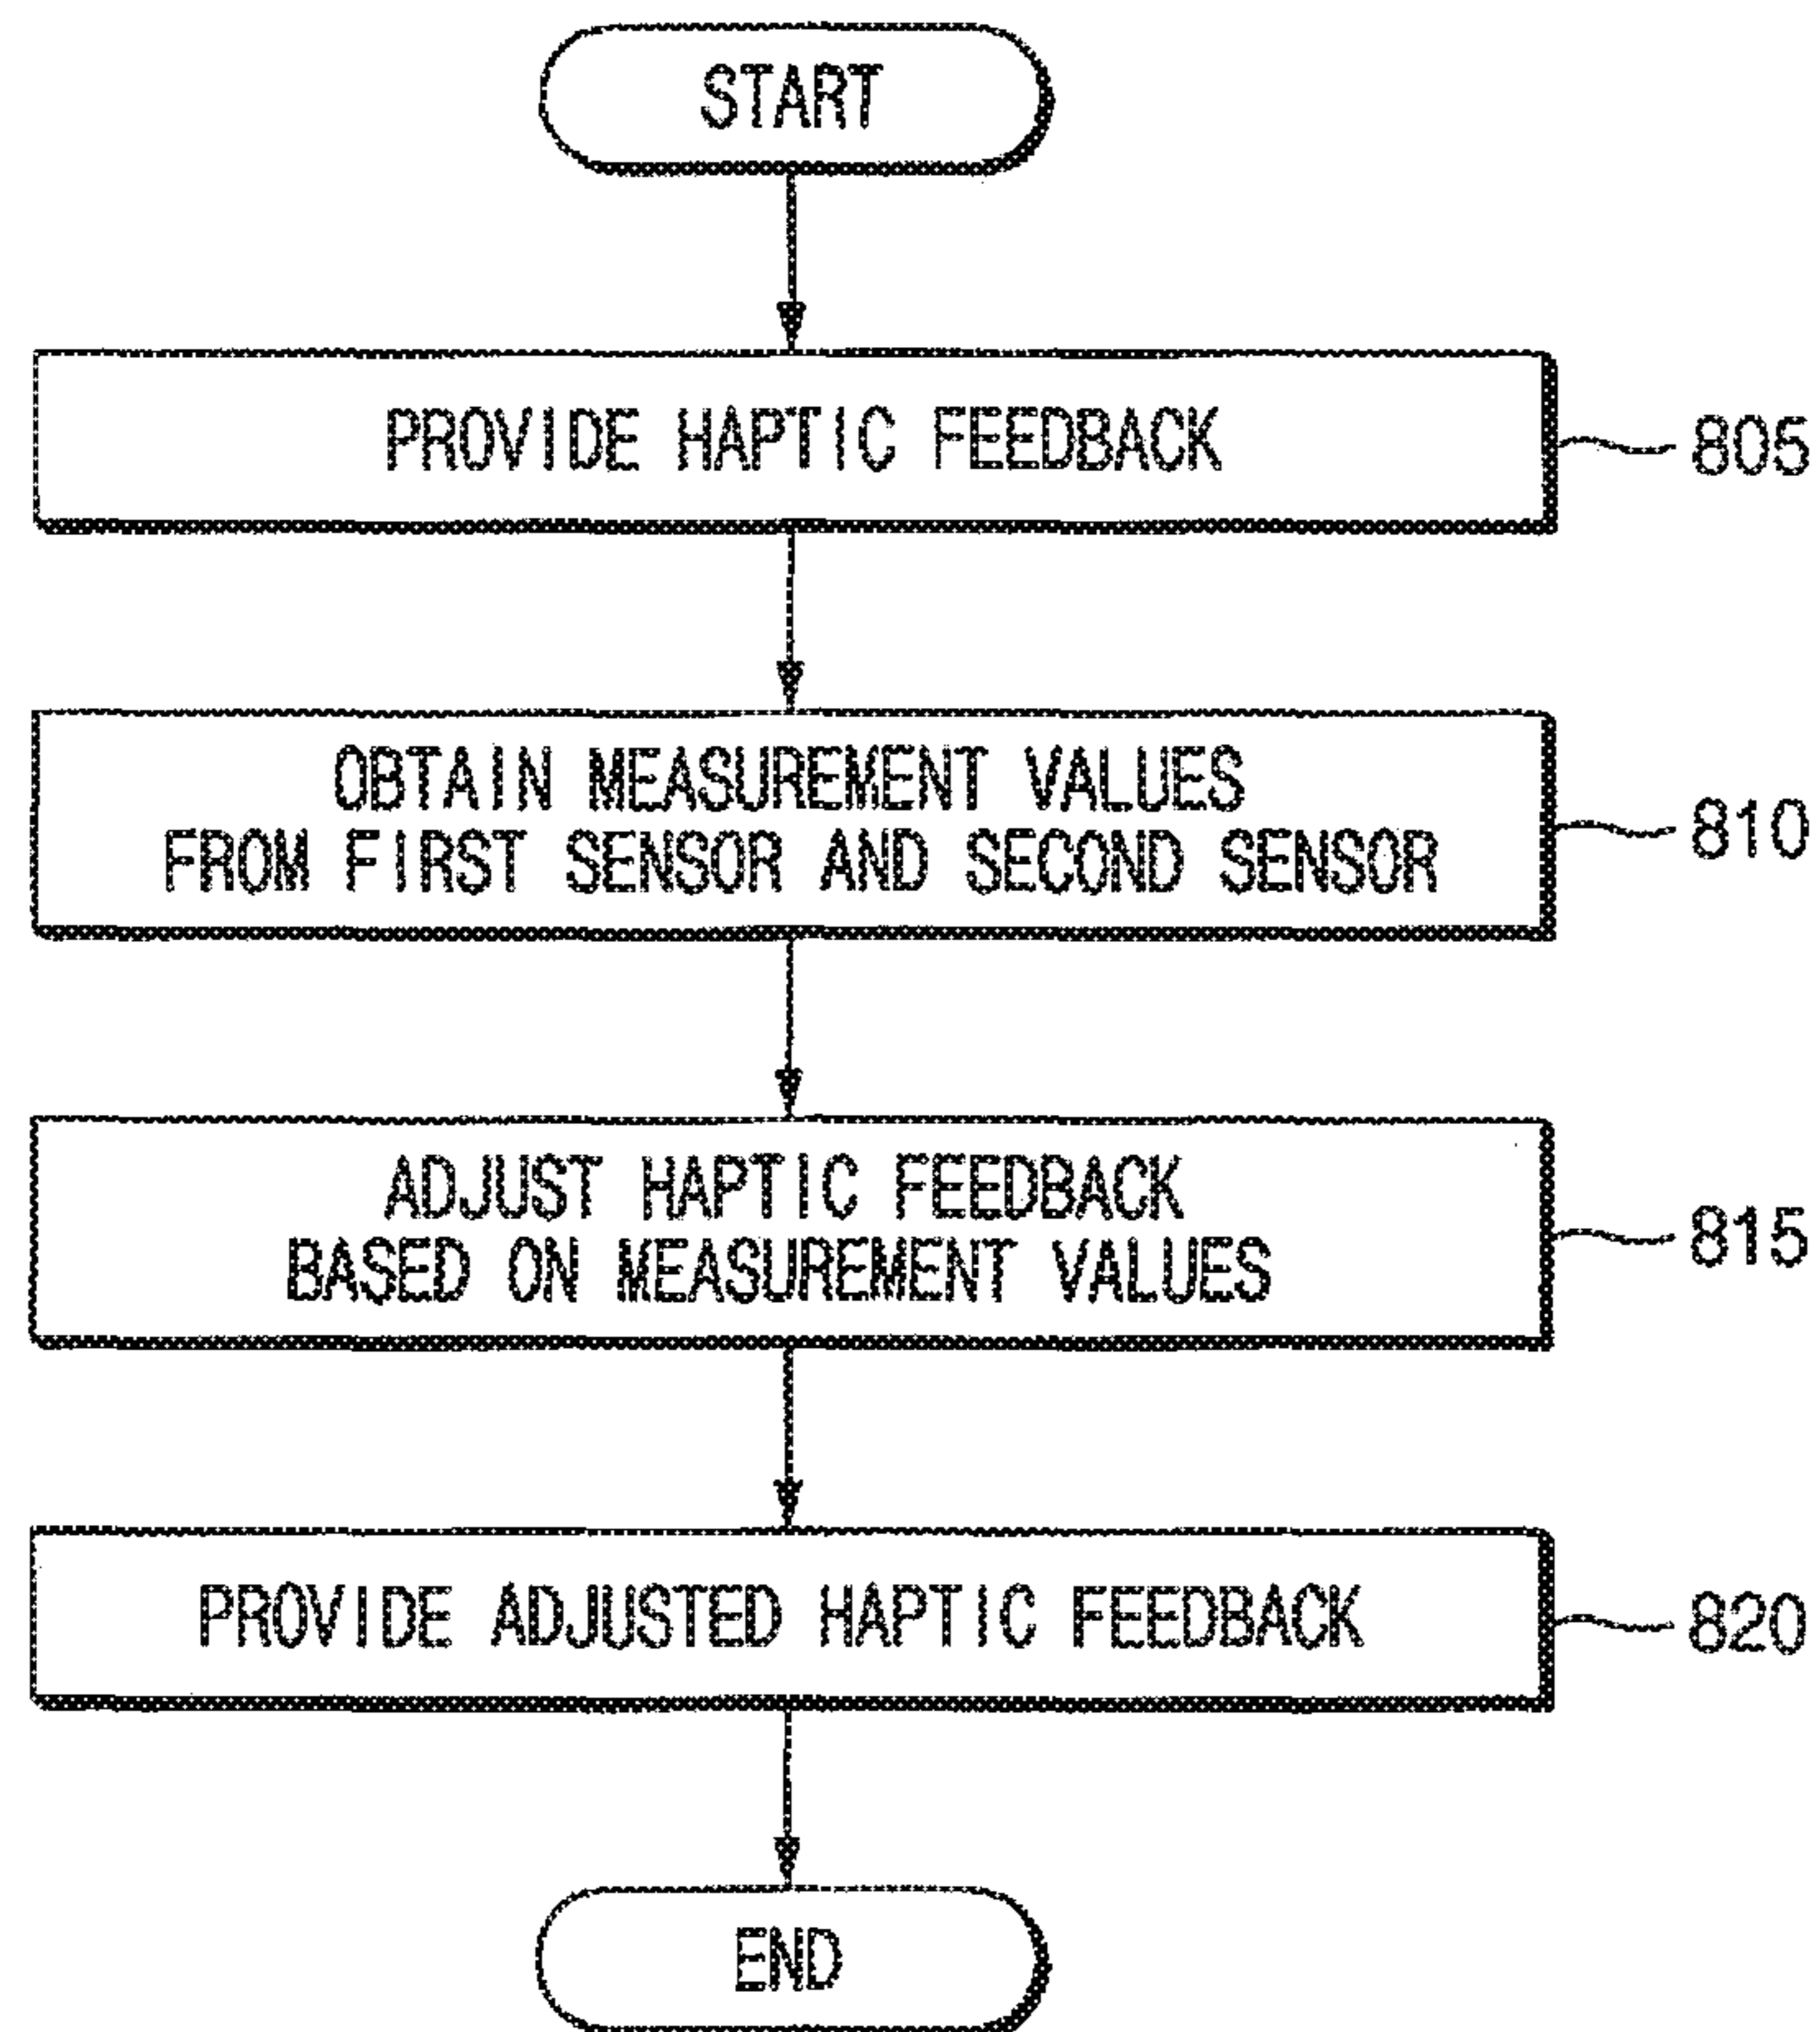 START
PROVIDE HAPTIC FEEDBACK
805
OBTAIN MEASUREMENT VALUES
FROM FIRST SENSOR AND SECOND SENSOR
810
ADJUST HAPTIC FEEDBACK
BASED ON MEASUREMENT VALUES
815
PROVIDE ADJUSTED HAPTIC FEEDBACK
820
END